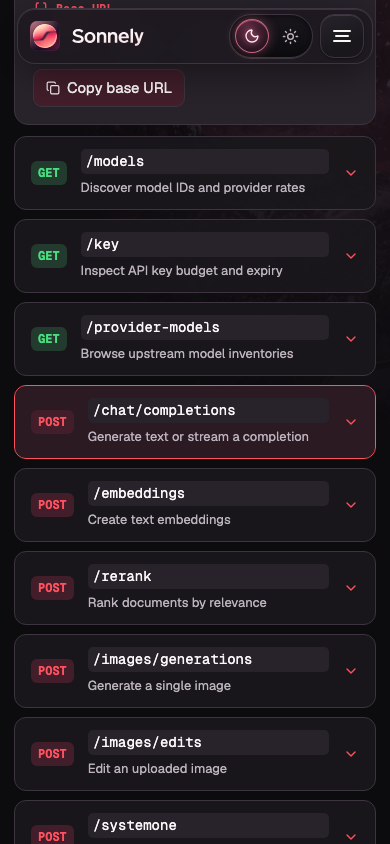 Base URL
Sonnely
Copy base URL
GET
/models
Discover model IDs and provider rates
GET
/key
Inspect API key budget and expiry
GET
/provider-models
Browse upstream model inventories
POST
/chat/completions
Generate text or stream a completion
POST
/embeddings
Create text embeddings
POST
/rerank
Rank documents by relevance
POST
/images/generations
Generate a single image
POST
/images/edits
Edit an uploaded image
POST
/systemone